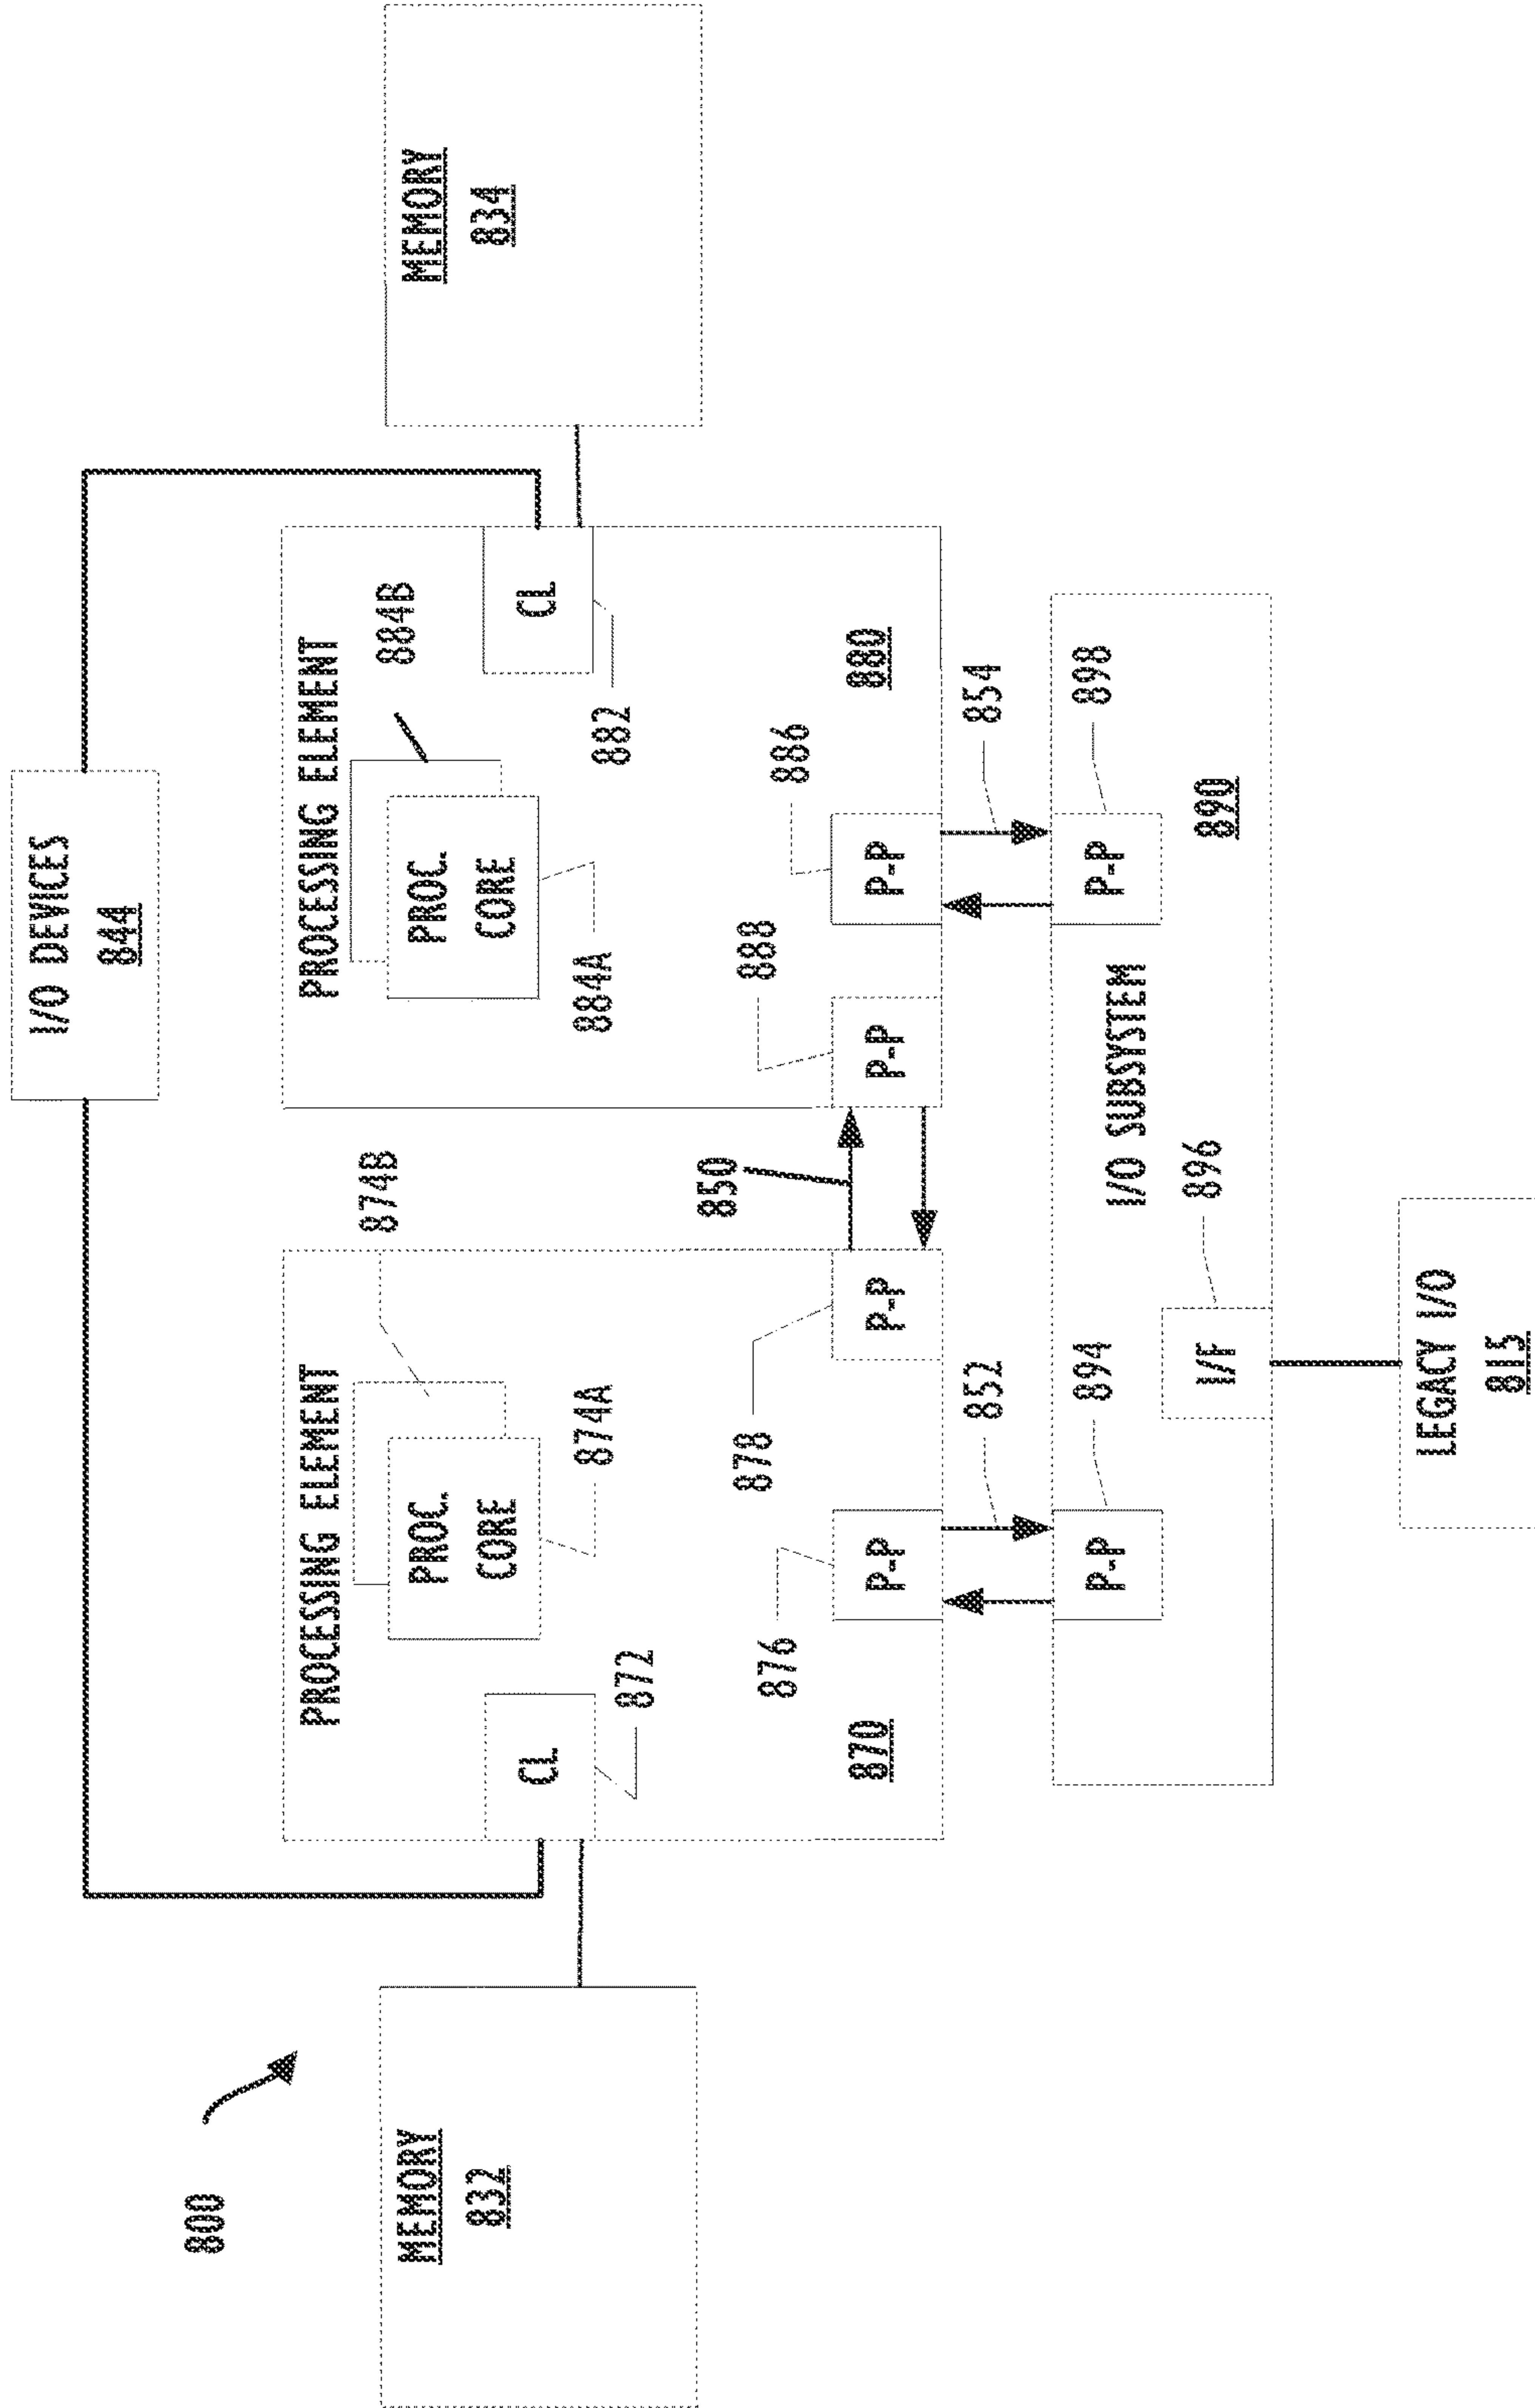 800
I/O DEVICES
844
MEMORY
832
PROCESSING ELEMENT
874B
PROC.
CORE
874A
CL
872
878
876
870
P-P
P-P
850
PROCESSING ELEMENT
884B
PROC.
CORE
884A
CL
882
888
886
880
P-P
P-P
MEMORY
834
852
854
894
898
P-P
P-P
I/O SUBSYSTEM
896
890
I/F
LEGACY I/O
815